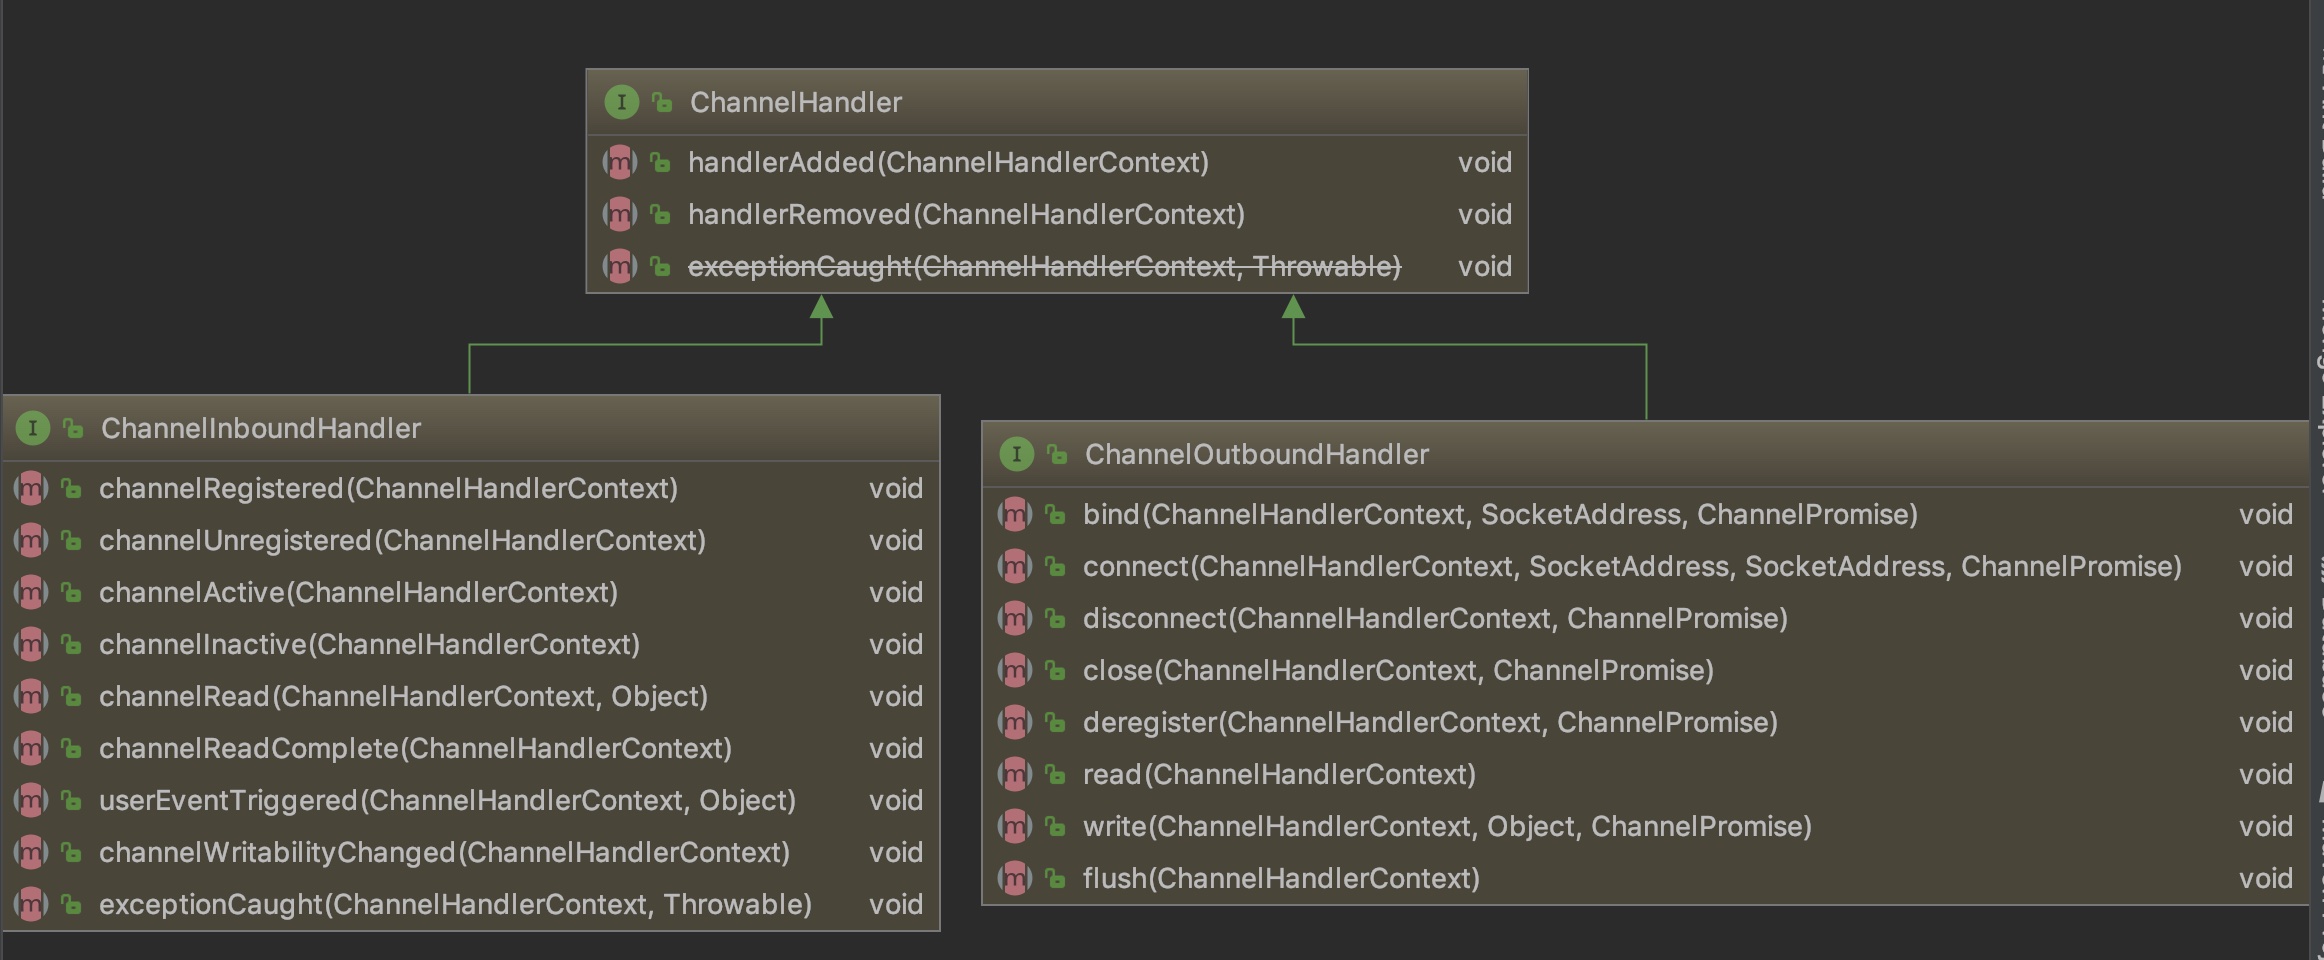 ChannelHandler
handlerAdded(ChannelHandlerContext) void
handlerRemoved(ChannelHandlerContext) void
exceptionCaught(ChannelHandlerContext, Throwable) void
ChannelInboundHandler
channelRegistered(ChannelHandlerContext) void
channelUnregistered(ChannelHandlerContext) void
channelActive(ChannelHandlerContext) void
channelInactive(ChannelHandlerContext) void
channelRead(ChannelHandlerContext, Object) void
channelReadComplete(ChannelHandlerContext) void
userEventTriggered(ChannelHandlerContext, Object) void
channelWritabilityChanged(ChannelHandlerContext) void
exceptionCaught(ChannelHandlerContext, Throwable) void
ChannelOutboundHandler
bind(ChannelHandlerContext, SocketAddress, ChannelPromise) void
connect(ChannelHandlerContext, SocketAddress, SocketAddress, ChannelPromise) void
disconnect(ChannelHandlerContext, ChannelPromise) void
close(ChannelHandlerContext, ChannelPromise) void
deregister(ChannelHandlerContext, ChannelPromise) void
read(ChannelHandlerContext) void
write(ChannelHandlerContext, Object, ChannelPromise) void
flush(ChannelHandlerContext) void